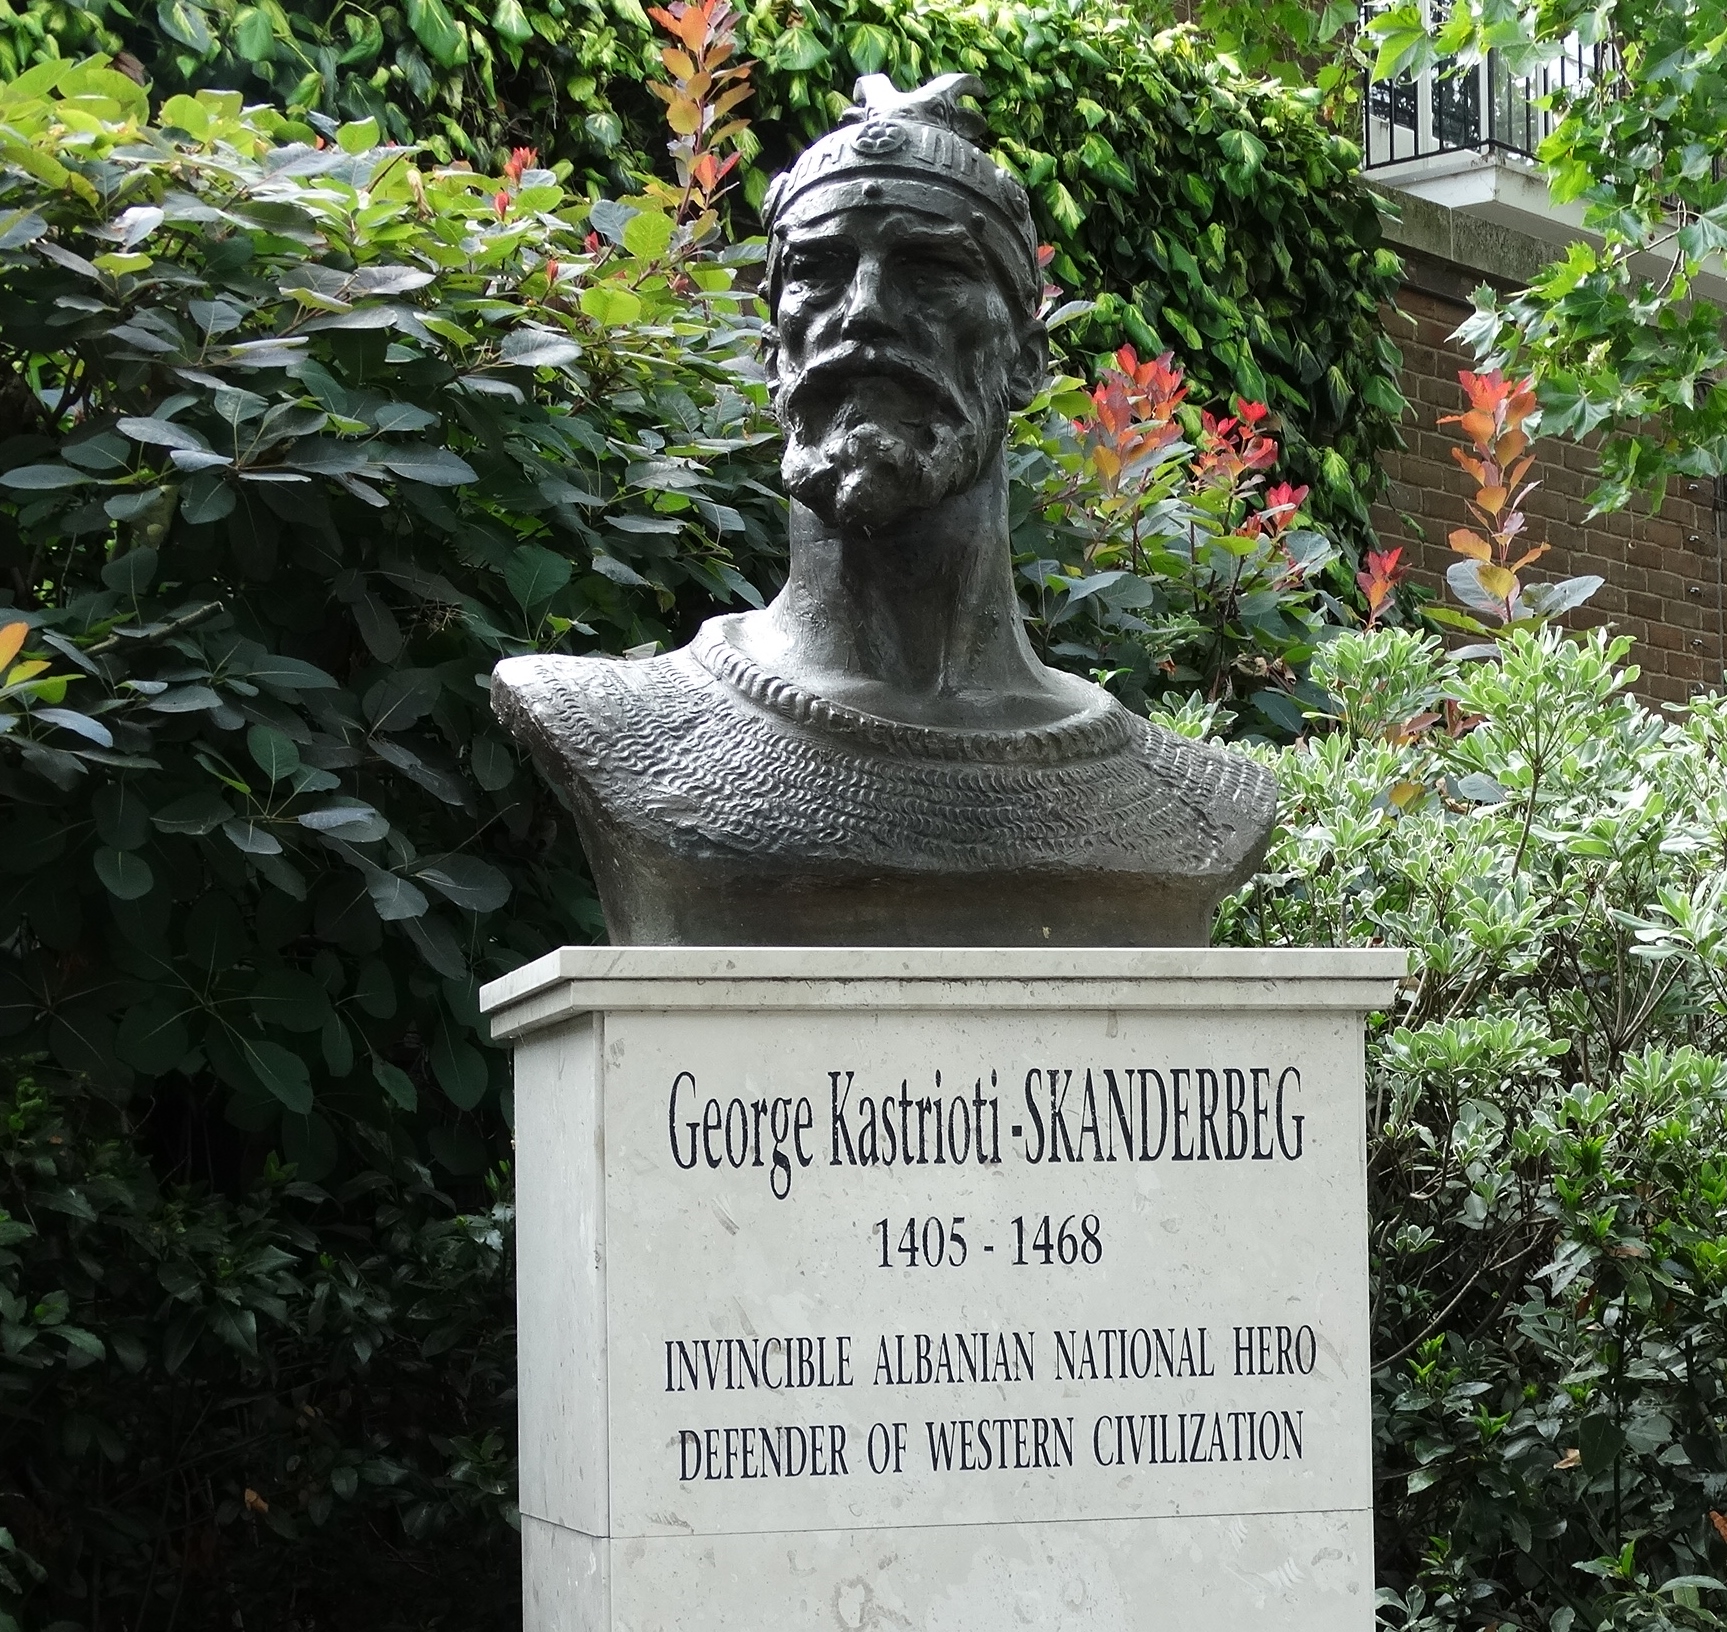 George Kastrioti -SKANDERBEG
1405 - 1468
INVINCIBLE ALBANIAN NATIONAL HERO
DEFENDER OF WESTERN CIVILIZATION